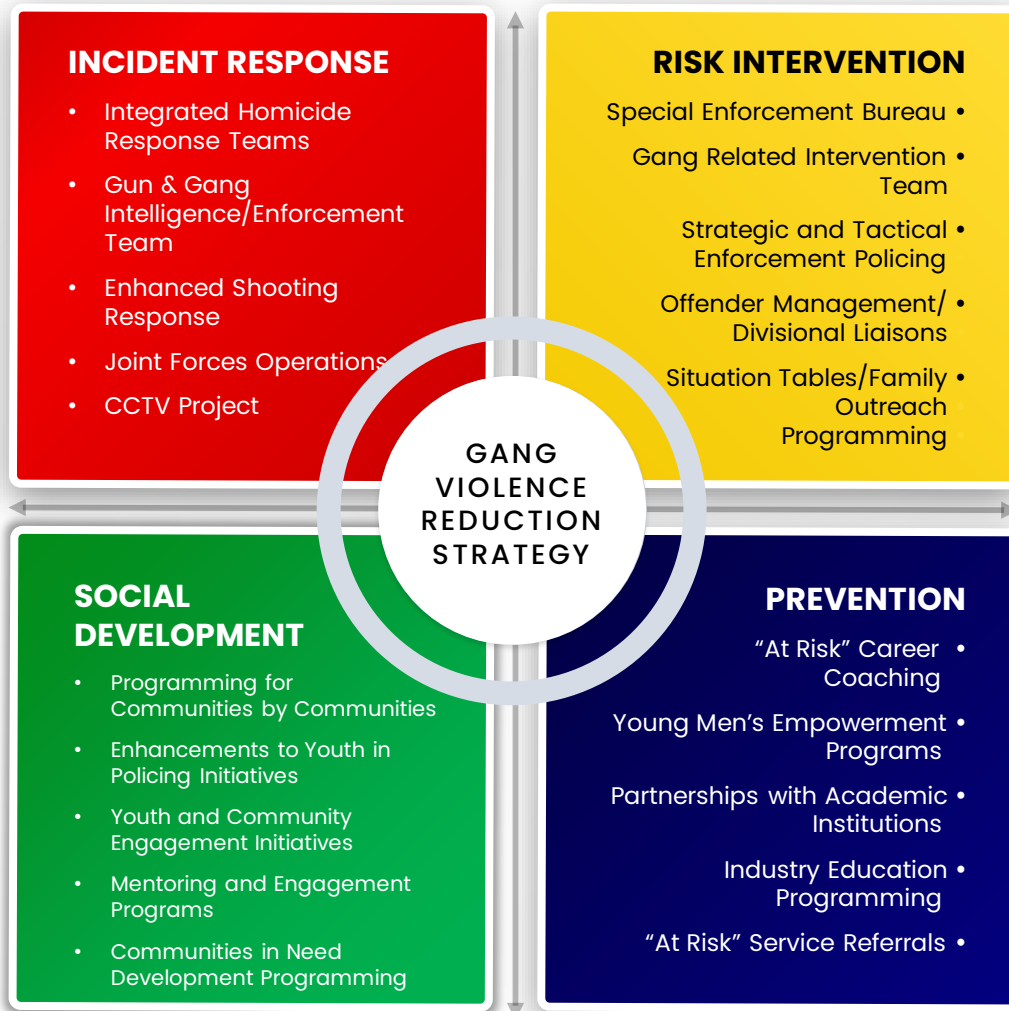 INCIDENT RESPONSE
• Integrated Homicide
Response Teams
• Gun & Gang
Intelligence/Enforcement
Team
• Enhanced Shooting
Response
• Joint Forces Operations
• CCTV Project
RISK INTERVENTION
Special Enforcement Bureau •
Gang Related Intervention •
Team
Strategic and Tactical •
Enforcement Policing
Offender Management/ •
Divisional Liaisons
Situation Tables/Family •
Outreach
Programming
GANG
VIOLENCE
REDUCTION
STRATEGY
SOCIAL
DEVELOPMENT
• Programming for
Communities by Communities
• Enhancements to Youth in
Policing Initiatives
• Youth and Community
Engagement Initiatives
• Mentoring and Engagement
Programs
• Communities in Need
Development Programming
PREVENTION
“At Risk” Career •
Coaching
Young Men’s Empowerment •
Programs
Partnerships with Academic •
Institutions
Industry Education •
Programming
“At Risk” Service Referrals •